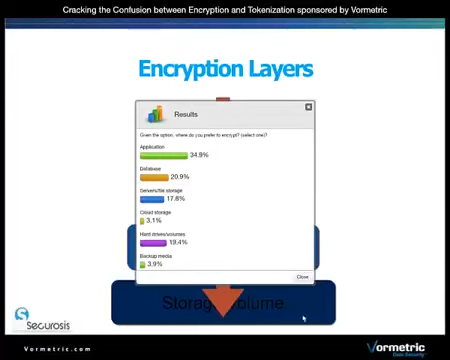 Cracking the Confusion between Encryption and Tokenization sponsored by Vormetric
Encryption Layers
Results
Given the option, where do you prefer to encrypt? (select one)?
Application
34.9%
Database
20.9%
Servers/file storage
17.8%
Cloud storage
3.1%
Hard drives/volumes
19.4%
Backup media
3.9%
Close
Storage Volume
Securosis
Vormetric
Data Security
Vormetric.com